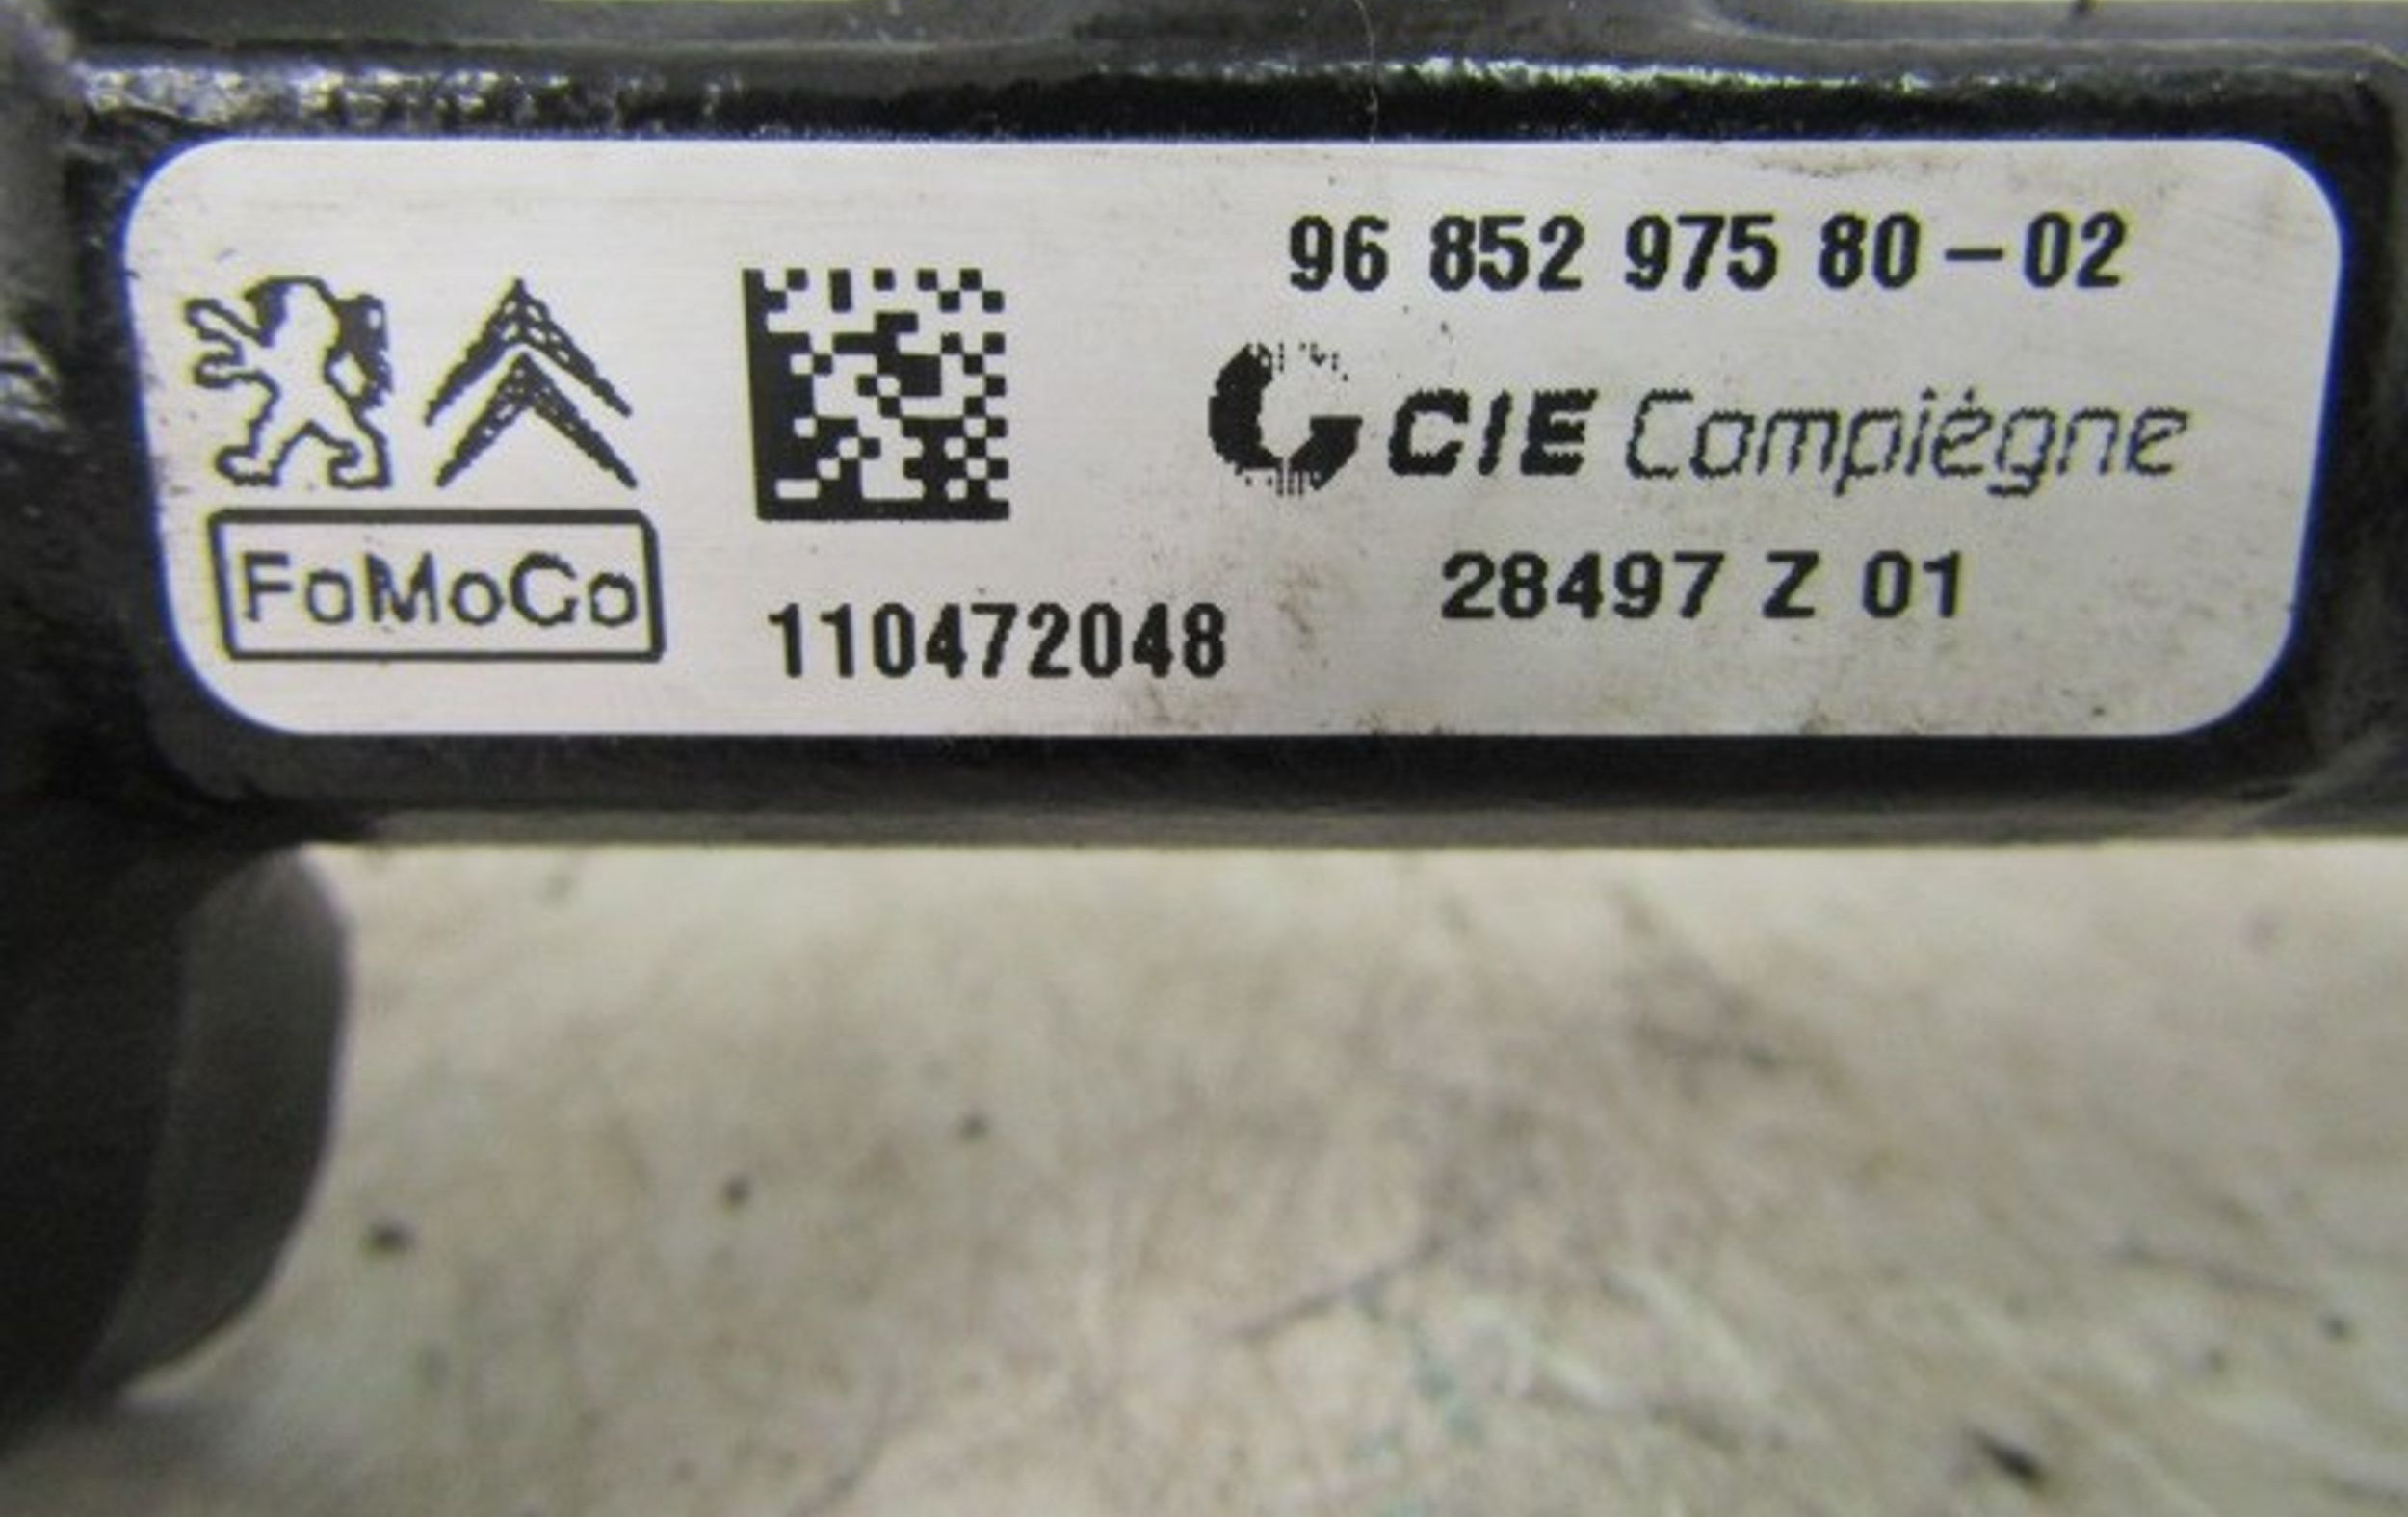 96 852 975 80-02
CIE Compiègne
28497 Z 01
FoMoCo
110472048